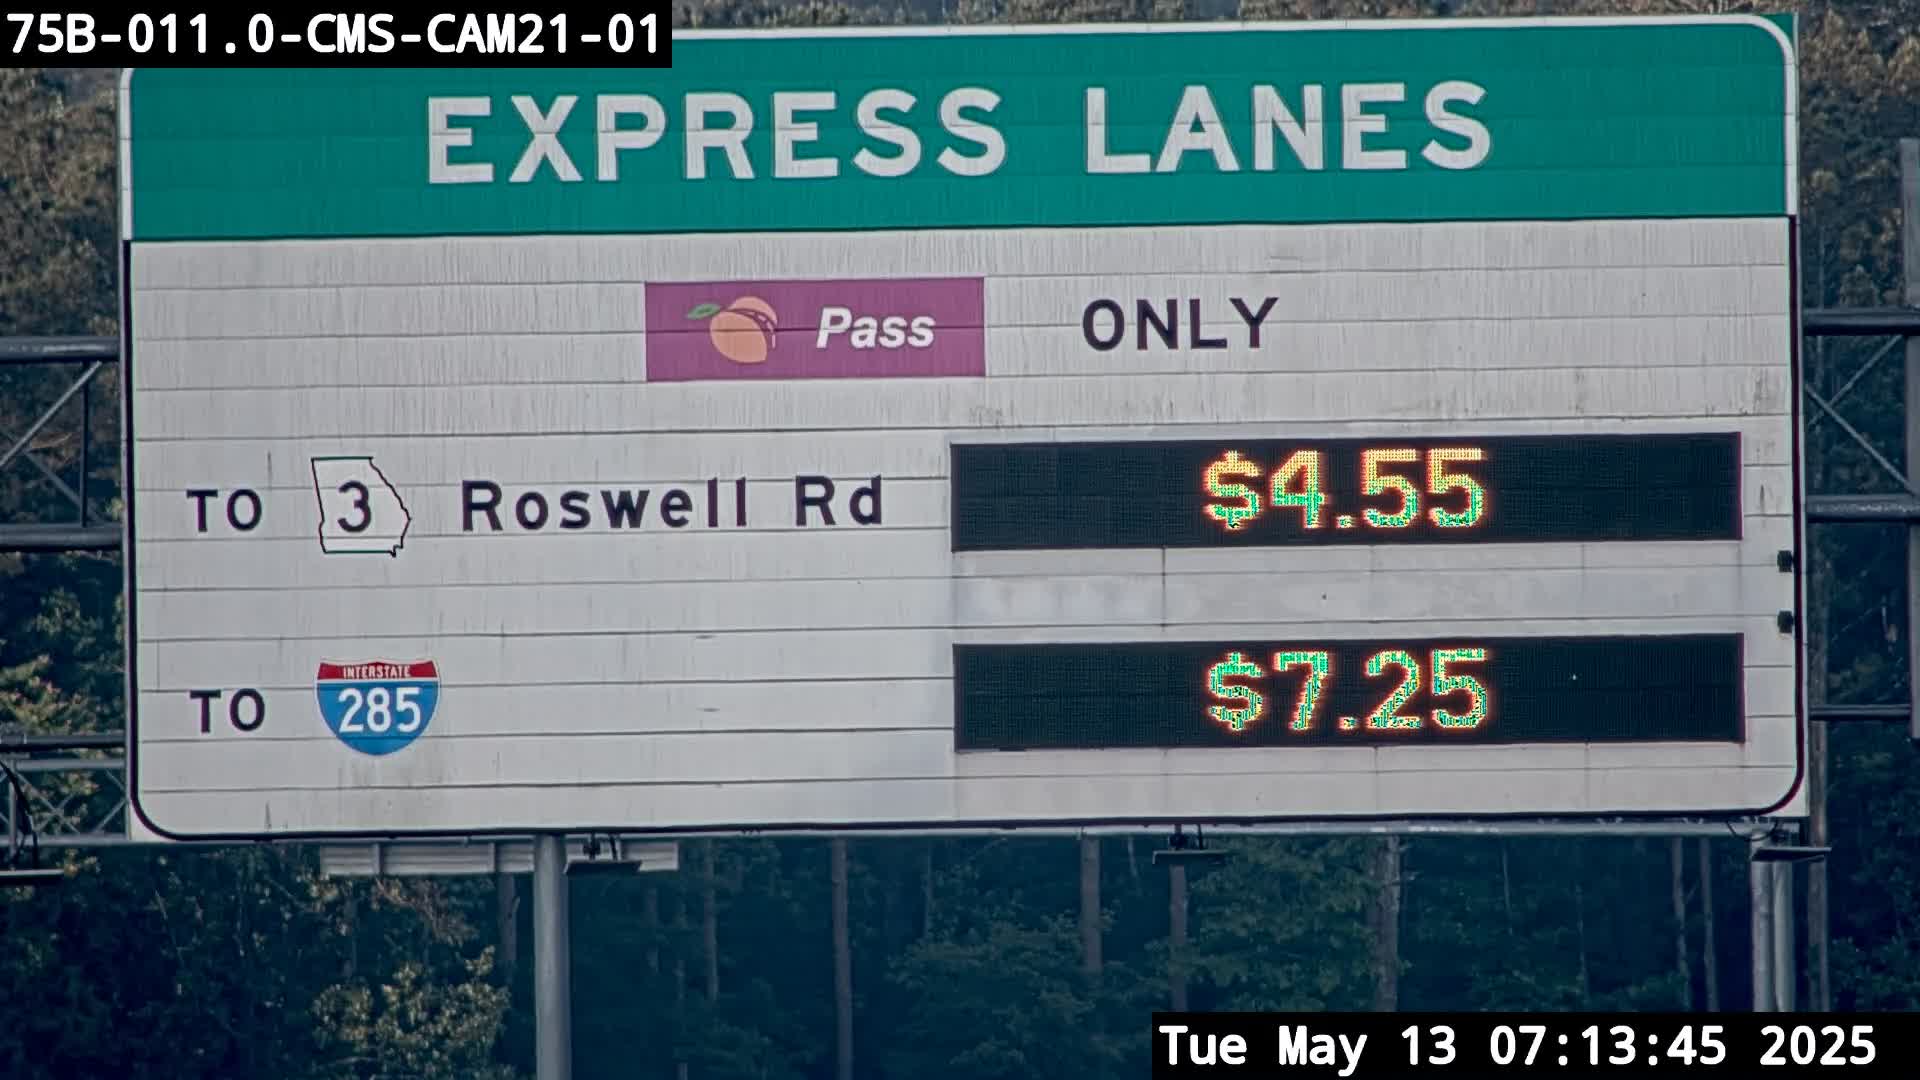 75B-011.0-CMS-CAM21-01
EXPRESS LANES
Pass ONLY
TO 3 Roswell Rd $4.55
INTERSTATE
TO 285 $7.25
Tue May 13 07:13:45 2025